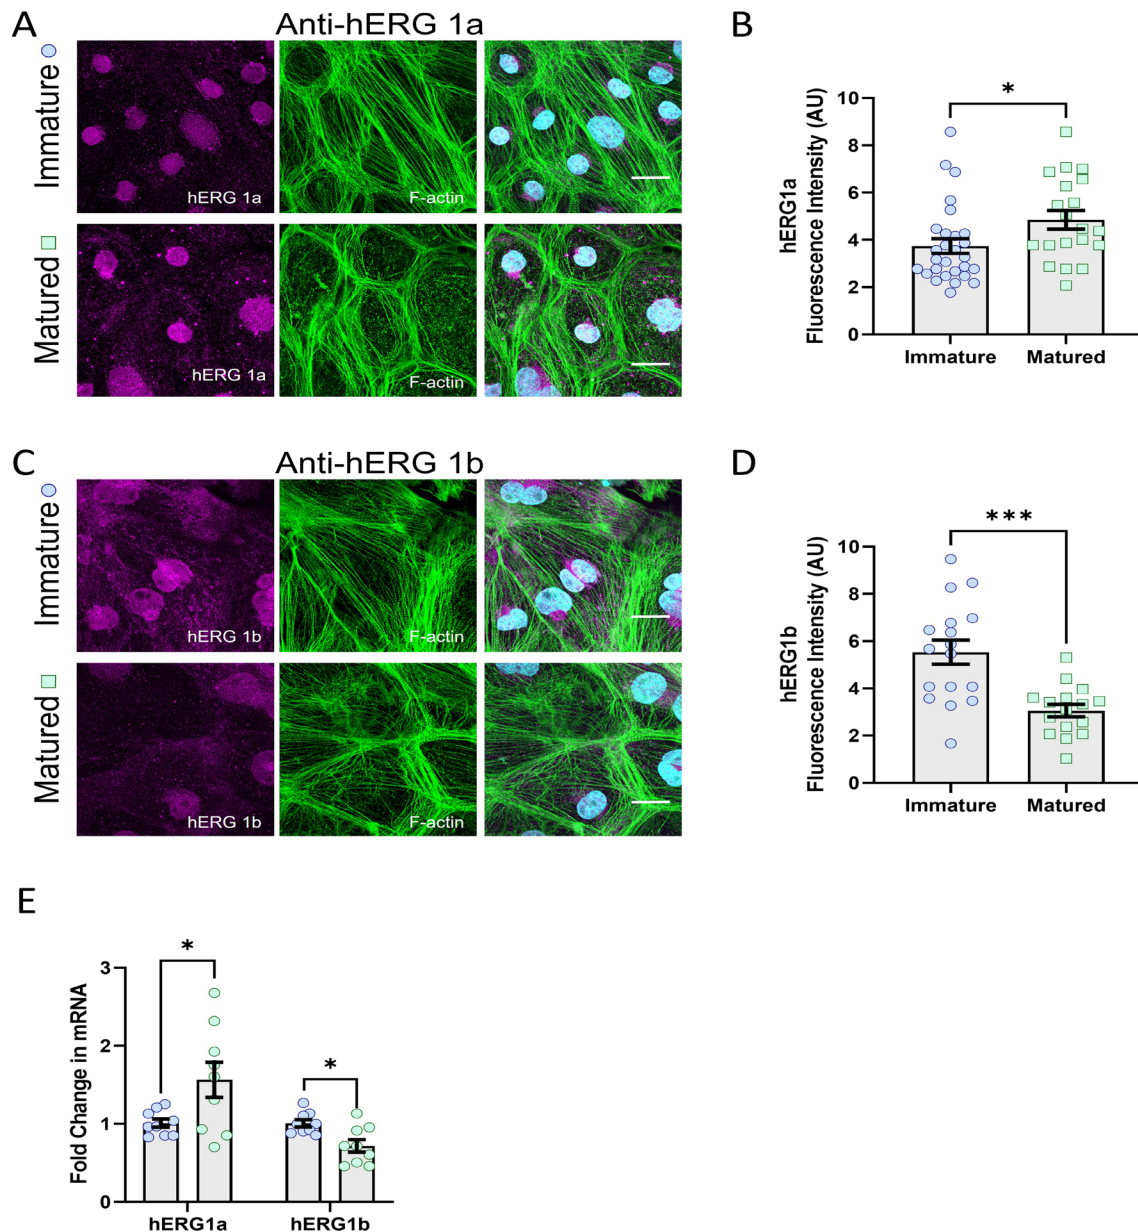 A
Anti-hERG 1a
Immature
hERG 1a
F-actin
Matured
hERG 1a
F-actin
B
*
hERG1a
Fluorescence Intensity (AU)
10
8
6
4
2
0
Immature
Matured
C
Anti-hERG 1b
Immature
hERG 1b
F-actin
Matured
hERG 1b
F-actin
D
***
hERG1b
Fluorescence Intensity (AU)
10
8
6
4
2
0
Immature
Matured
E
*
*
Fold Change in mRNA
3
2
1
0
hERG1a
hERG1b